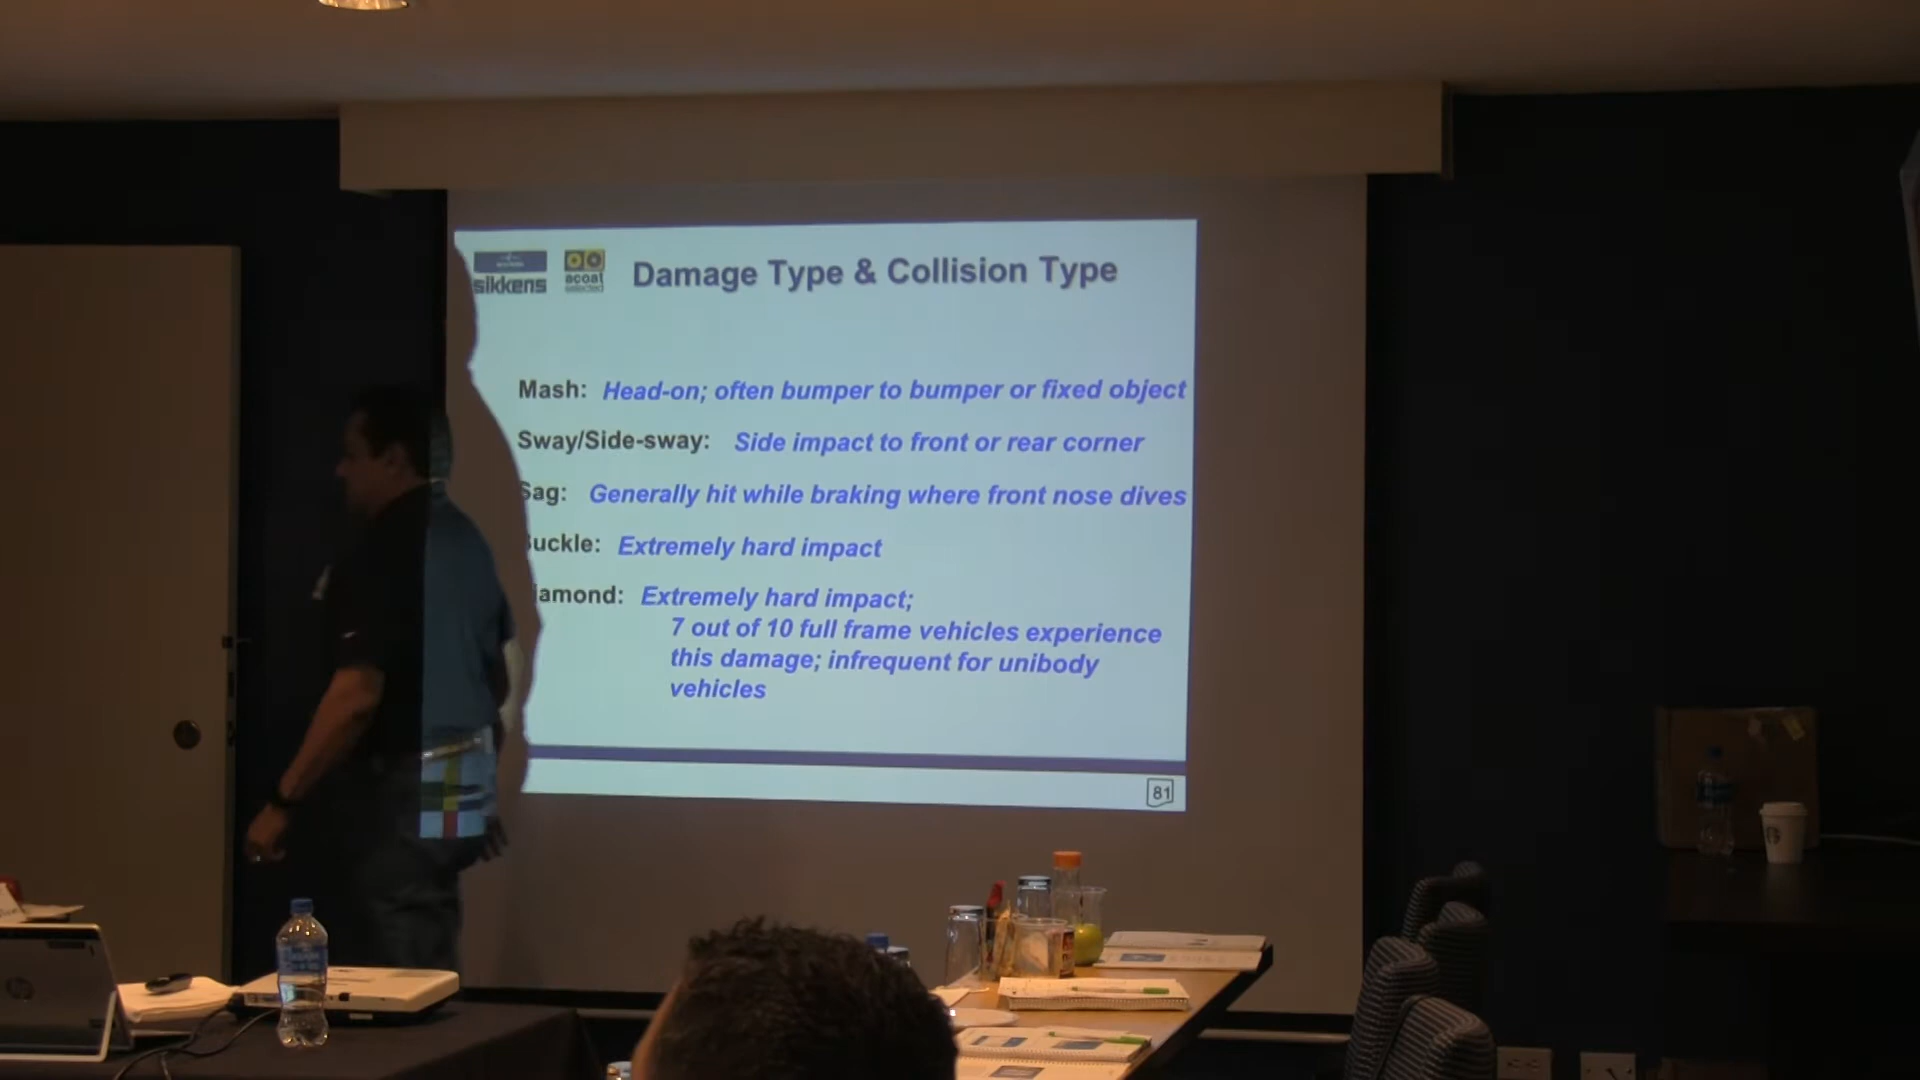 sikkens
acoat
selected
Damage Type & Collision Type
Mash: Head-on; often bumper to bumper or fixed object
Sway/Side-sway: Side impact to front or rear corner
Sag: Generally hit while braking where front nose dives
uckle: Extremely hard impact
amond: Extremely hard impact;
7 out of 10 full frame vehicles experience
this damage; infrequent for unibody
vehicles
81